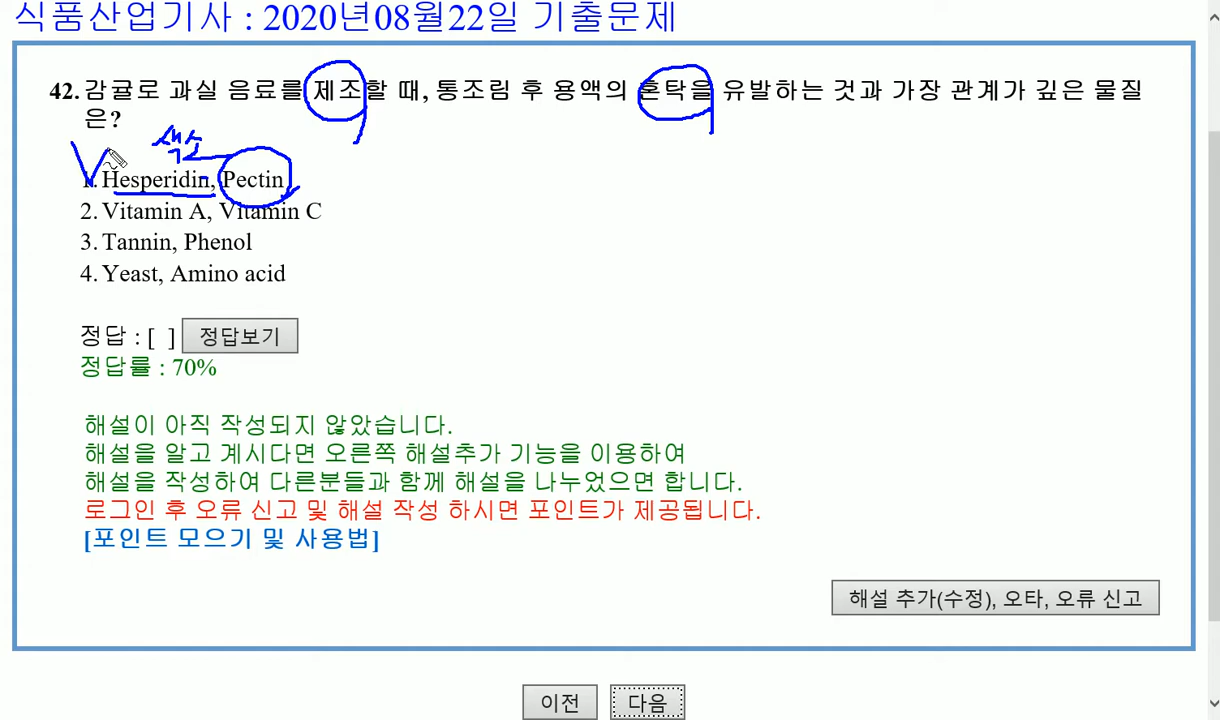 식품산업기사 : 2020년08월22일 기출문제
42. 감귤로 과실 음료를 제조할 때, 통조림 후 용액의 혼탁을 유발하는 것과 가장 관계가 깊은 물질
은?
색소
1. Hesperidin, Pectin
2. Vitamin A, Vitamin C
3. Tannin, Phenol
4. Yeast, Amino acid
정답 : [ ] 정답보기
정답률 : 70%
해설이 아직 작성되지 않았습니다.
해설을 알고 계시다면 오른쪽 해설추가 기능을 이용하여
해설을 작성하여 다른분들과 함께 해설을 나누었으면 합니다.
로그인 후 오류 신고 및 해설 작성 하시면 포인트가 제공됩니다.
[포인트 모으기 및 사용법]
해설 추가(수정), 오타, 오류 신고
이전 다음